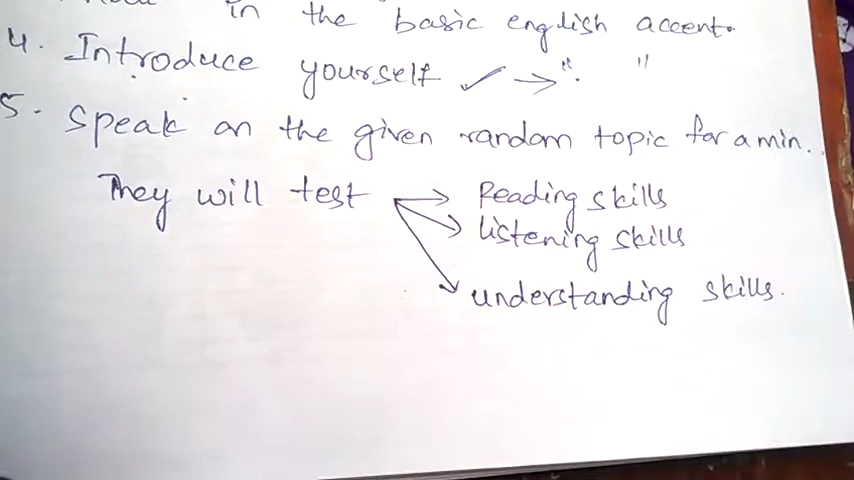 in the basic english accent.
4. Introduce yourself ✓ → " . "
5. Speak on the given random topic for a min..
They will test → Reading skills
→ listening skills
→ understanding skills.